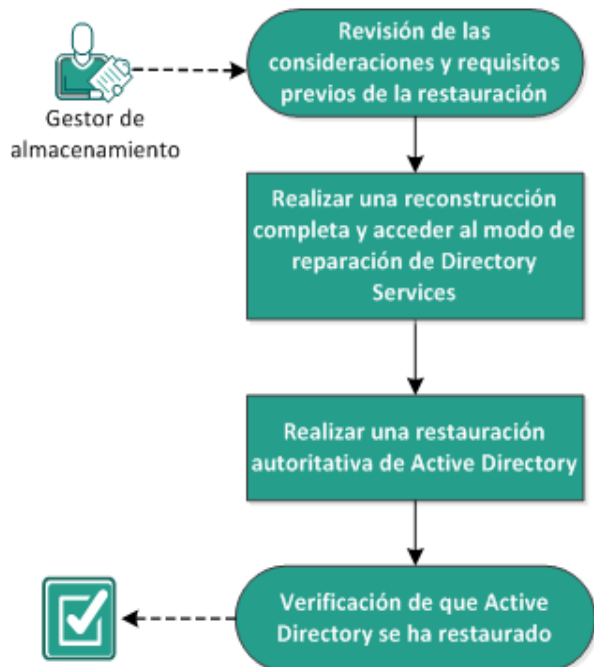 Gestor de
almacenamiento
Revisión de las
consideraciones y requisitos
previos de la restauración
Realizar una reconstrucción
completa y acceder al modo de
reparación de Directory
Services
Realizar una restauración
autoritativa de Active Directory
Verificación de que Active
Directory se ha restaurado